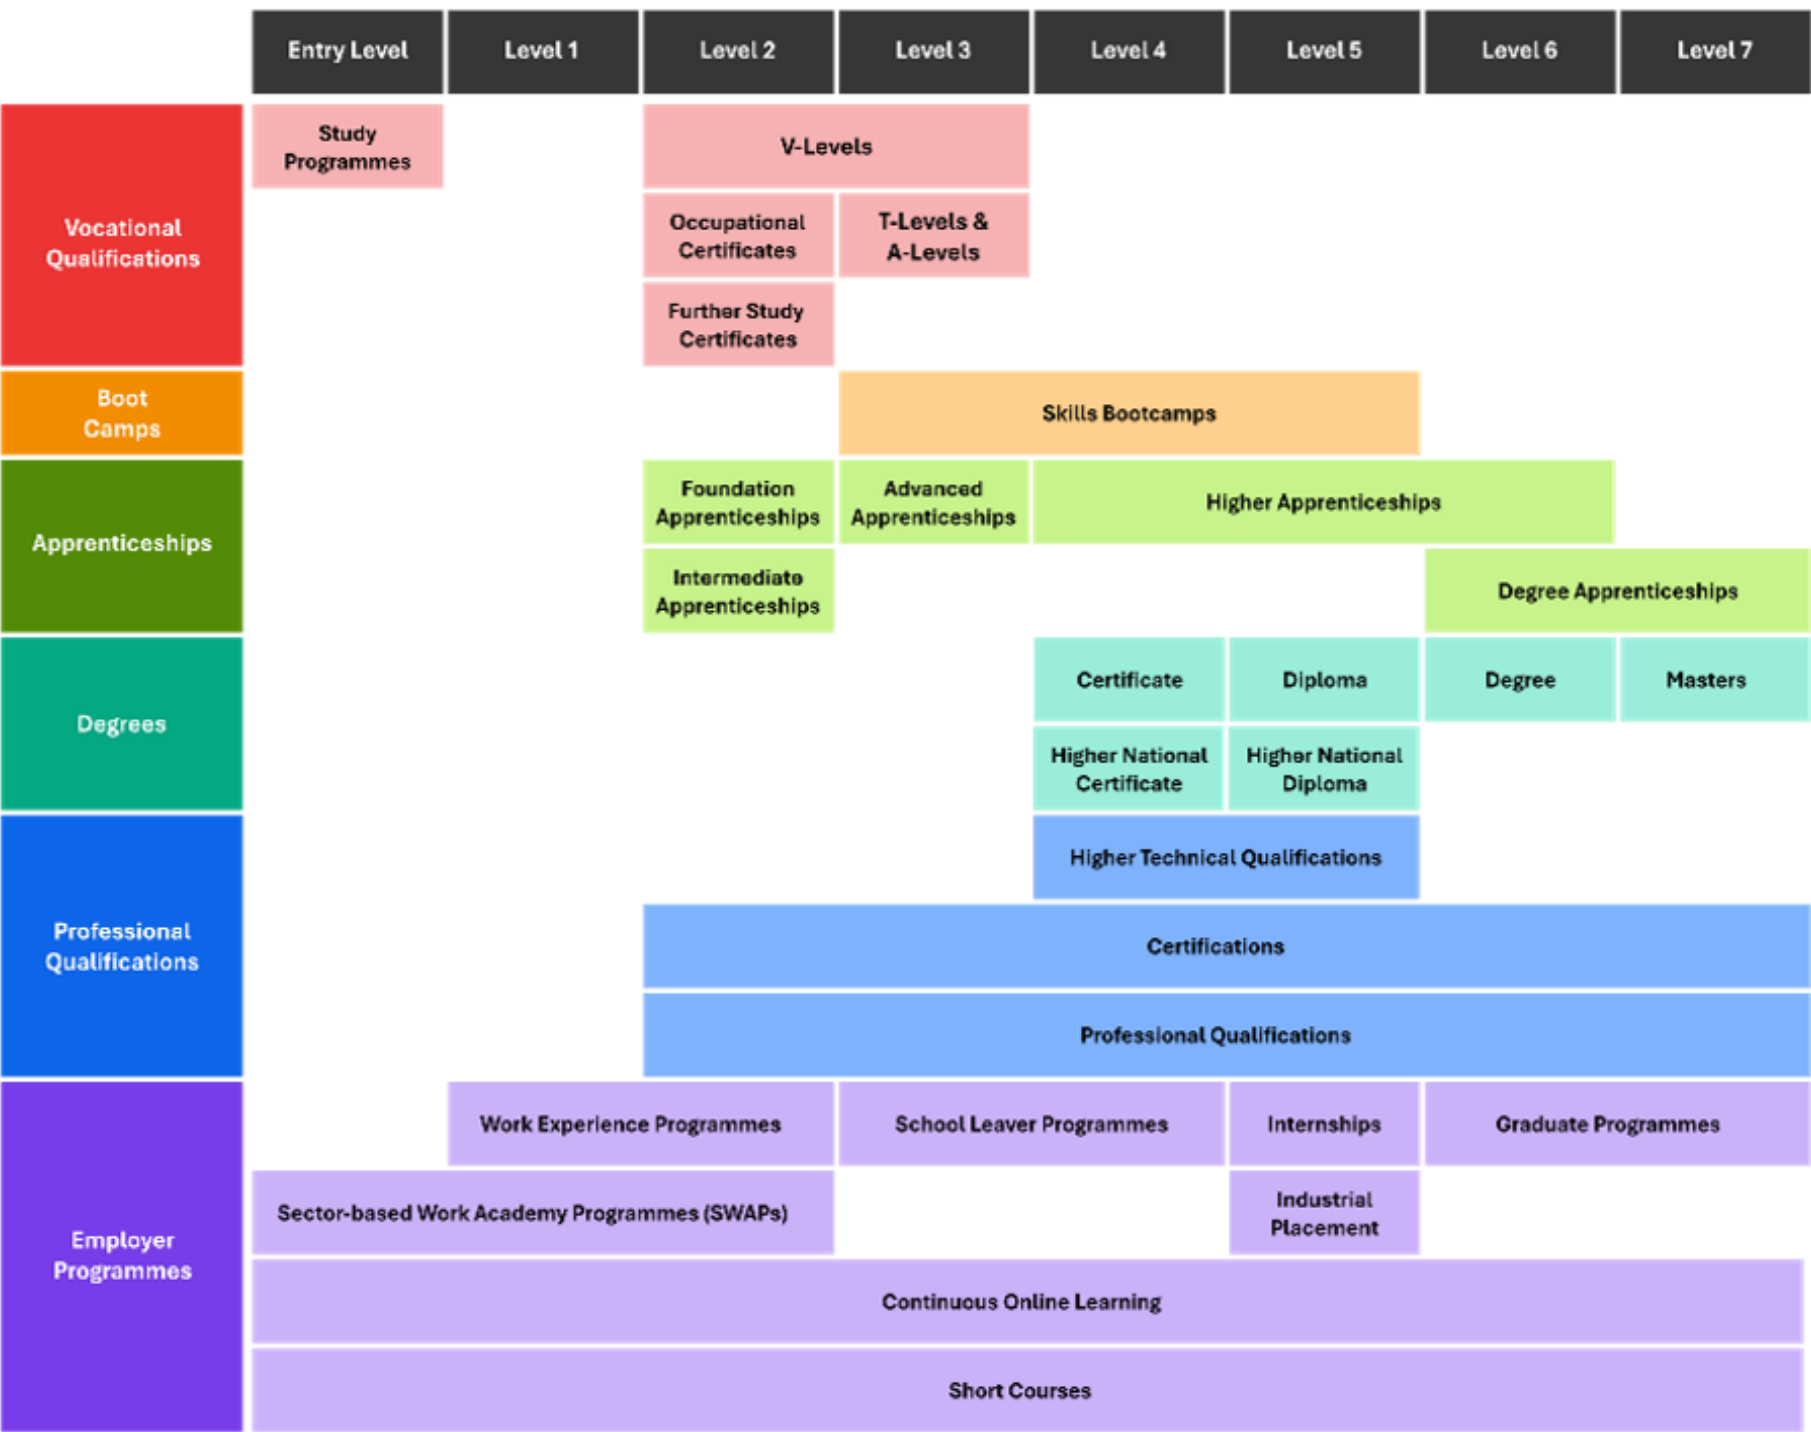 Entry Level
Level 1
Level 2
Level 3
Level 4
Level 5
Level 6
Level 7
Vocational
Qualifications
Study
Programmes
V-Levels
Occupational
Certificates
T-Levels &
A-Levels
Further Study
Certificates
Boot
Camps
Skills Bootcamps
Apprenticeships
Foundation
Apprenticeships
Advanced
Apprenticeships
Higher Apprenticeships
Intermediate
Apprenticeships
Degree Apprenticeships
Degrees
Certificate
Diploma
Degree
Masters
Higher National
Certificate
Higher National
Diploma
Professional
Qualifications
Higher Technical Qualifications
Certifications
Professional Qualifications
Employer
Programmes
Work Experience Programmes
School Leaver Programmes
Internships
Graduate Programmes
Sector-based Work Academy Programmes (SWAPs)
Industrial
Placement
Continuous Online Learning
Short Courses